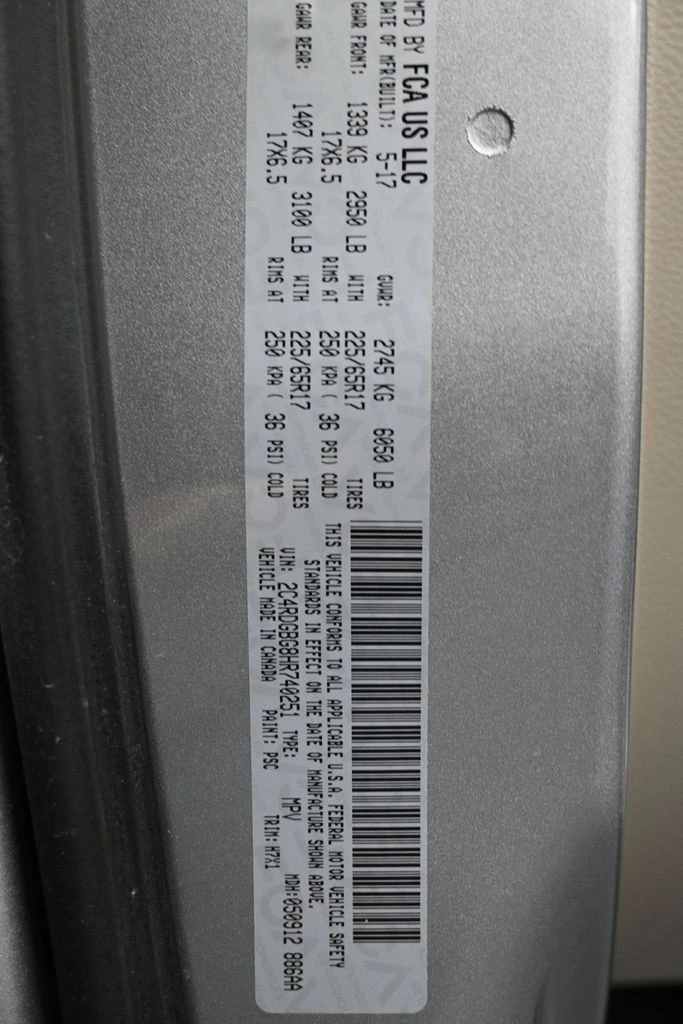 MFD BY FCA US LLC
DATE OF MFR(BUILT): 5-17 GVWR: 2745 KG 6050 LB
GAWR FRONT: 1339 KG 2950 LB WITH 225/65R17 TIRES
17X6.5 RIMS AT 250 KPA ( 36 PSI) COLD
GAWR REAR: 1407 KG 3100 LB WITH 225/65R17 TIRES
17X6.5 RIMS AT 250 KPA ( 36 PSI) COLD
THIS VEHICLE CONFORMS TO ALL APPLICABLE U.S.A. FEDERAL MOTOR VEHICLE SAFETY
STANDARDS IN EFFECT ON THE DATE OF MANUFACTURE SHOWN ABOVE.
VIN: 2C4RDGBG8HR740251 TYPE: MPV MDH:050912 886AA
VEHICLE MADE IN CANADA PAINT: PSC TRIM: H7X1